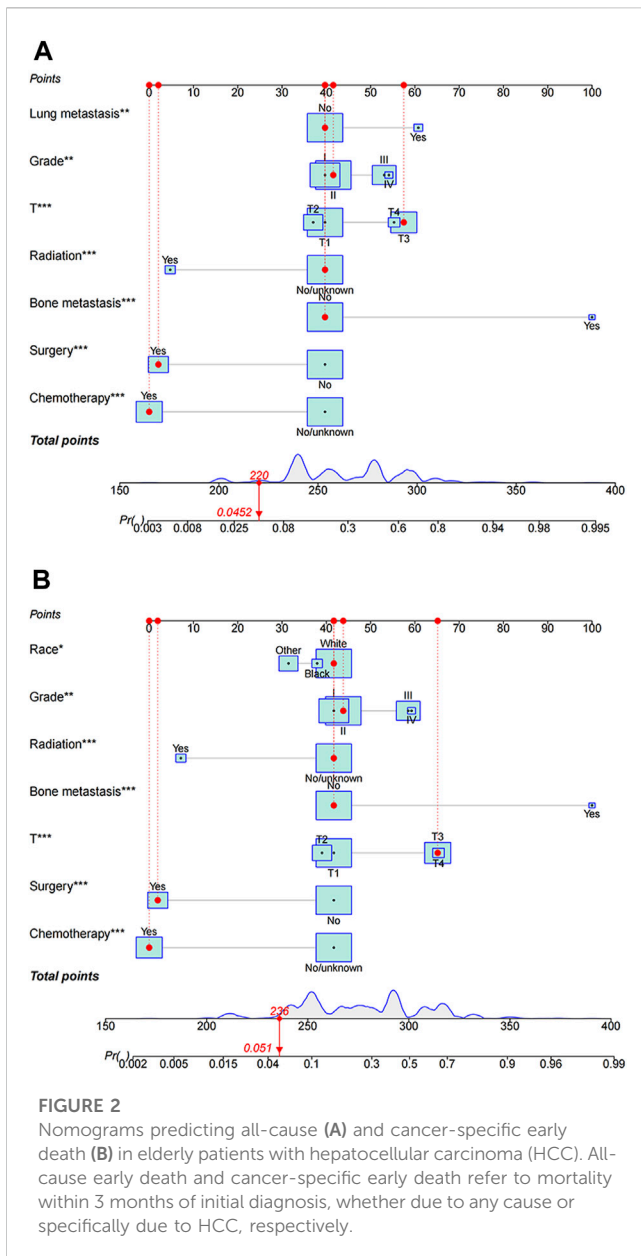 A
Points
0 10 20 30 40 50 60 70 80 90 100
No
Lung metastasis**
Yes
Grade**
I III
II IV
T***
T2 T4
T1 T3
Radiation***
Yes
No/unknown
Bone metastasis***
No
Yes
Surgery***
Yes
No
Chemotherapy***
Yes
No/unknown
Total points
220
150 200 250 300 350 400
0.0452
Pr( )
0.003 0.008 0.025 0.08 0.3 0.6 0.8 0.94 0.98 0.995
B
Points
0 10 20 30 40 50 60 70 80 90 100
Race*
Other White
Black
Grade**
I III
II IV
Radiation***
Yes
No/unknown
Bone metastasis***
No
Yes
T***
T2 T3
T1 T4
Surgery***
Yes
No
Chemotherapy***
Yes
No/unknown
Total points
236
150 200 250 300 350 400
0.051
Pr( )
0.002 0.005 0.015 0.04 0.1 0.3 0.5 0.7 0.9 0.96 0.99
FIGURE 2
Nomograms predicting all-cause (A) and cancer-specific early
death (B) in elderly patients with hepatocellular carcinoma (HCC). All-
cause early death and cancer-specific early death refer to mortality
within 3 months of initial diagnosis, whether due to any cause or
specifically due to HCC, respectively.